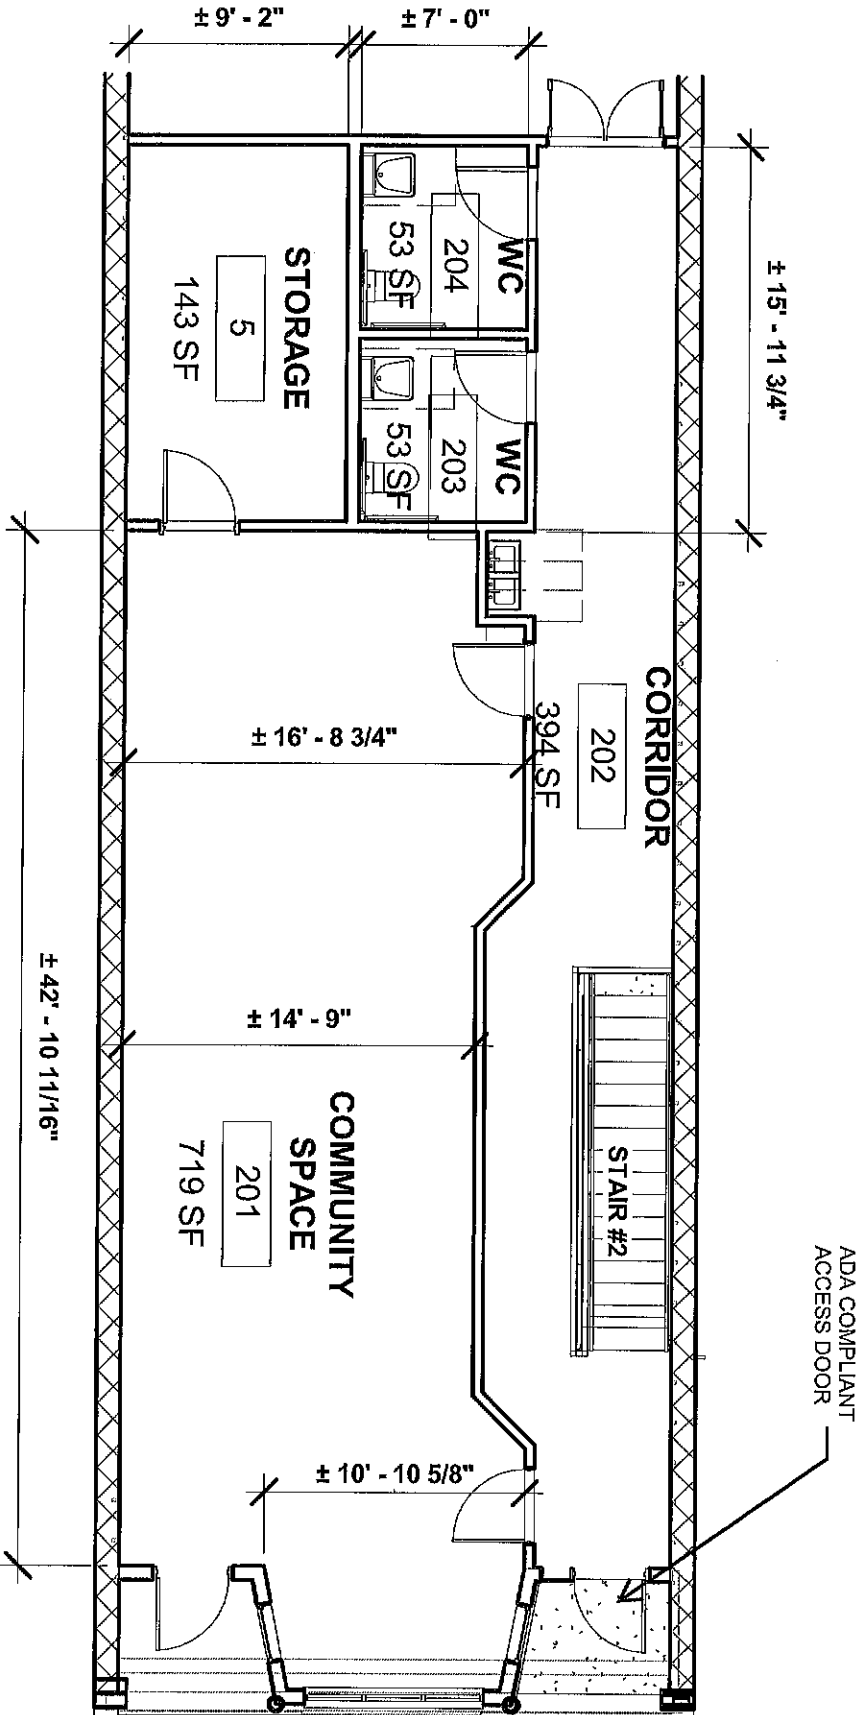 ± 9' - 2"
± 7' - 0"
± 15' - 11 3/4"
WC
204
53 SF
STORAGE
5
143 SF
WC
203
53 SF
CORRIDOR
202
394 SF
± 16' - 8 3/4"
± 14' - 9"
± 42' - 10 11/16"
COMMUNITY
SPACE
201
719 SF
STAIR #2
ADA COMPLIANT
ACCESS DOOR
± 10' - 10 5/8"